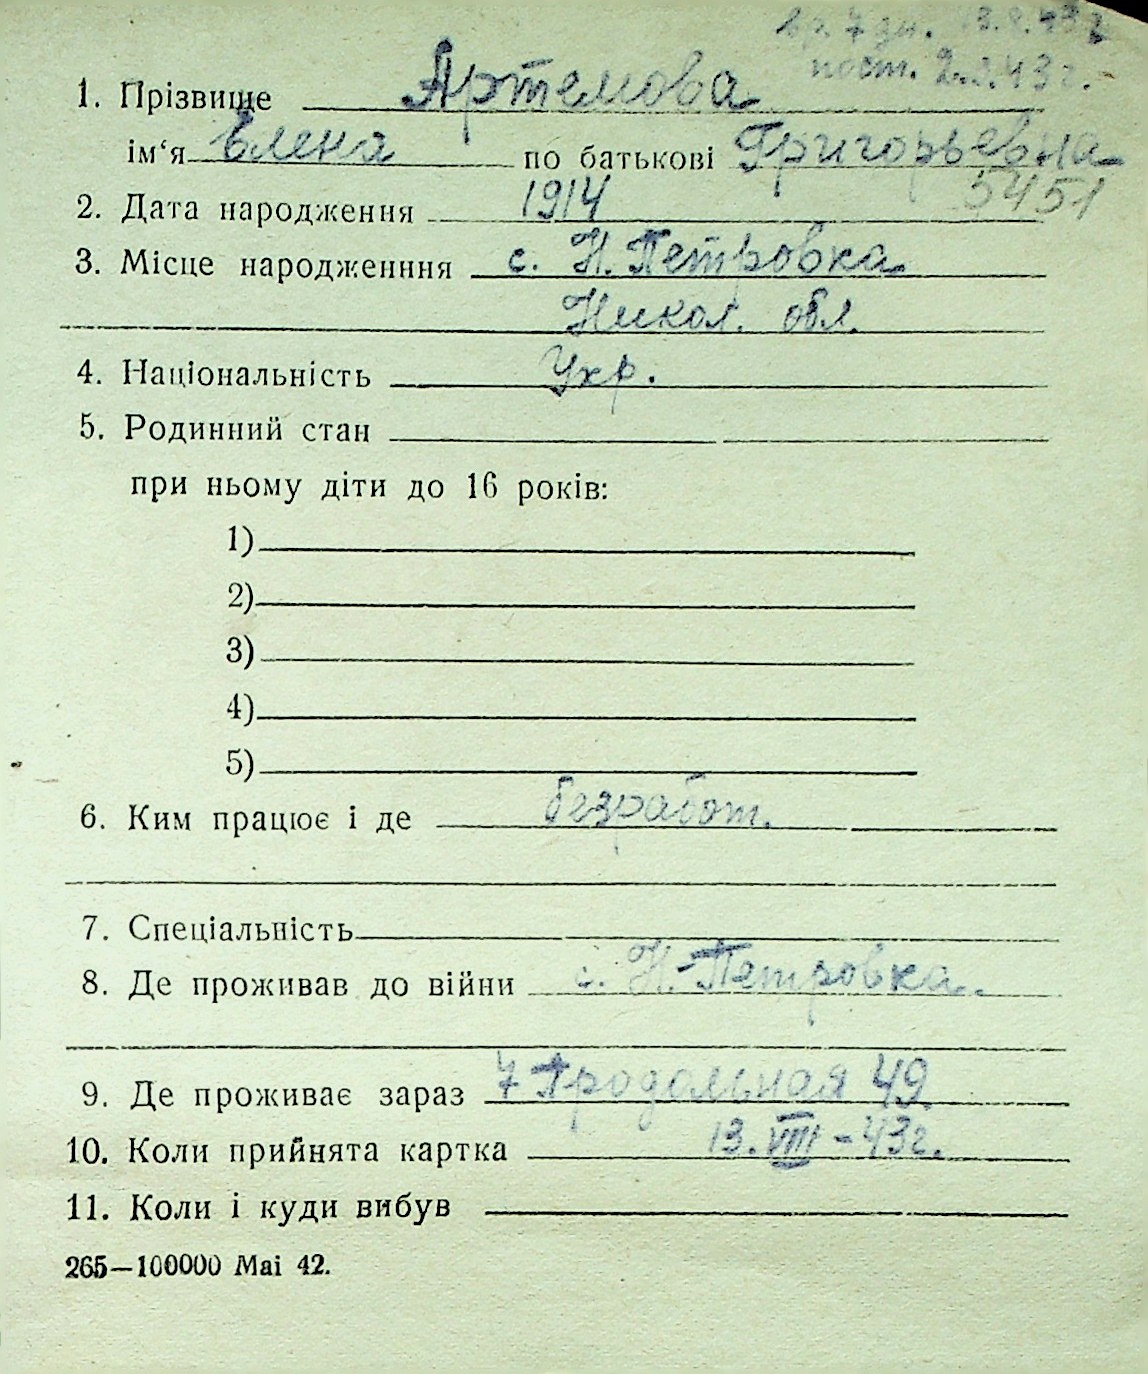 вр. 7 дн. 13.8.43 г
пост. 2.8.43 г.
1. Прізвище Артемова
ім‘я Елена по батькові Григорьевна
5451
2. Дата народження 1914
3. Місце народженння с. Н. Петровка
Никол. обл.
4. Національність Укр.
5. Родинний стан
при ньому діти до 16 років:
1)
2)
3)
4)
5)
6. Ким працює і де безработ.
7. Спеціальність
8. Де проживав до війни с. Н.-Петровка.
9. Де проживає зараз 7 Продольная 49.
10. Коли прийнята картка 13.VIII-43г.
11. Коли і куди вибув
265—100000 Mai 42.